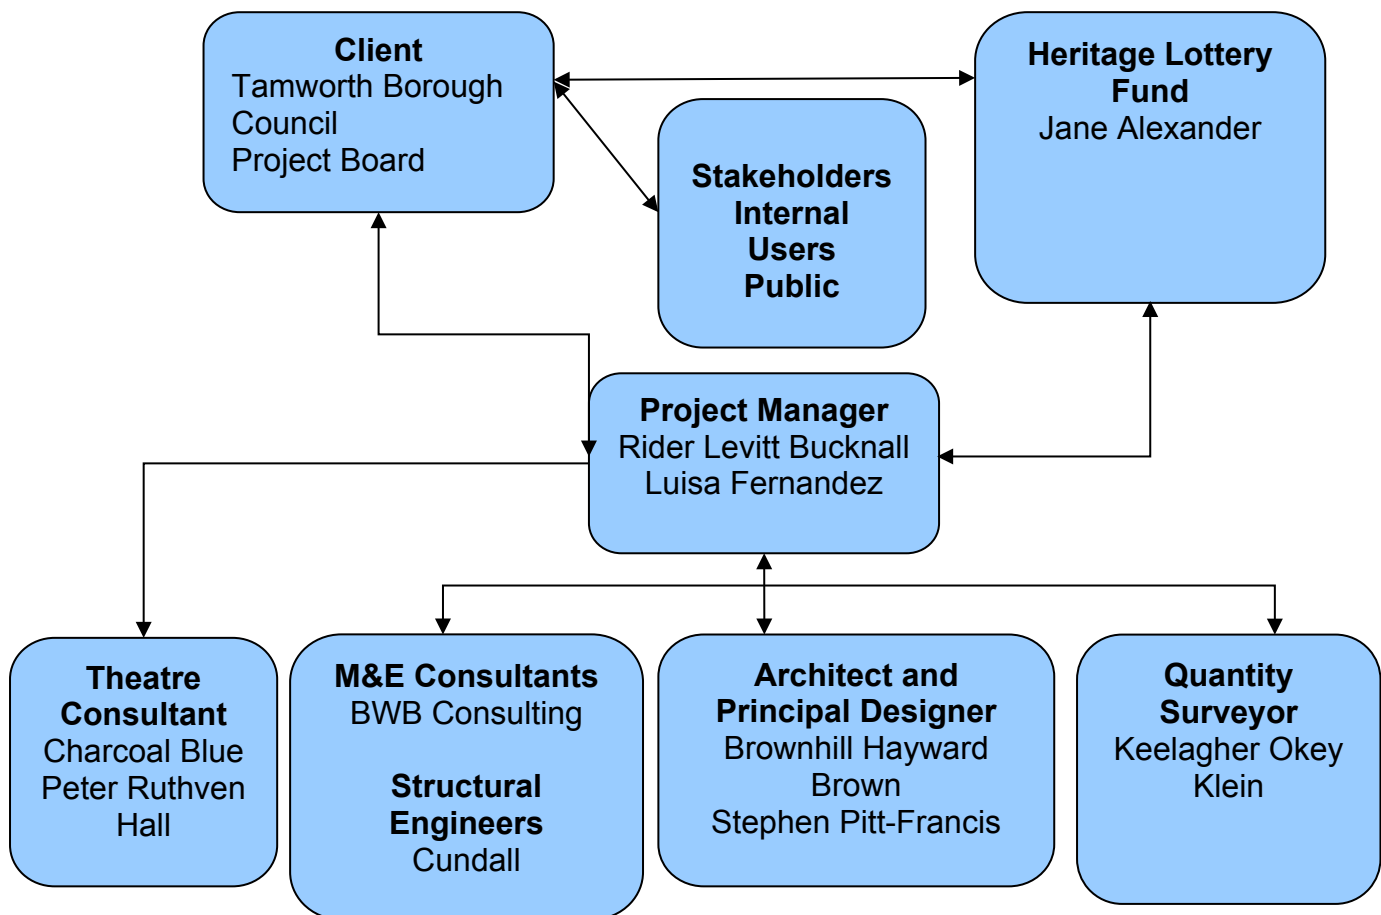 Client
Tamworth Borough
Council
Project Board
Heritage Lottery
Fund
Jane Alexander
Stakeholders
Internal
Users
Public
Project Manager
Rider Levitt Bucknall
Luisa Fernandez
Theatre
Consultant
Charcoal Blue
Peter Ruthven
Hall
M&E Consultants
BWB Consulting
Structural
Engineers
Cundall
Architect and
Principal Designer
Brownhill Hayward
Brown
Stephen Pitt-Francis
Quantity
Surveyor
Keelagher Okey
Klein